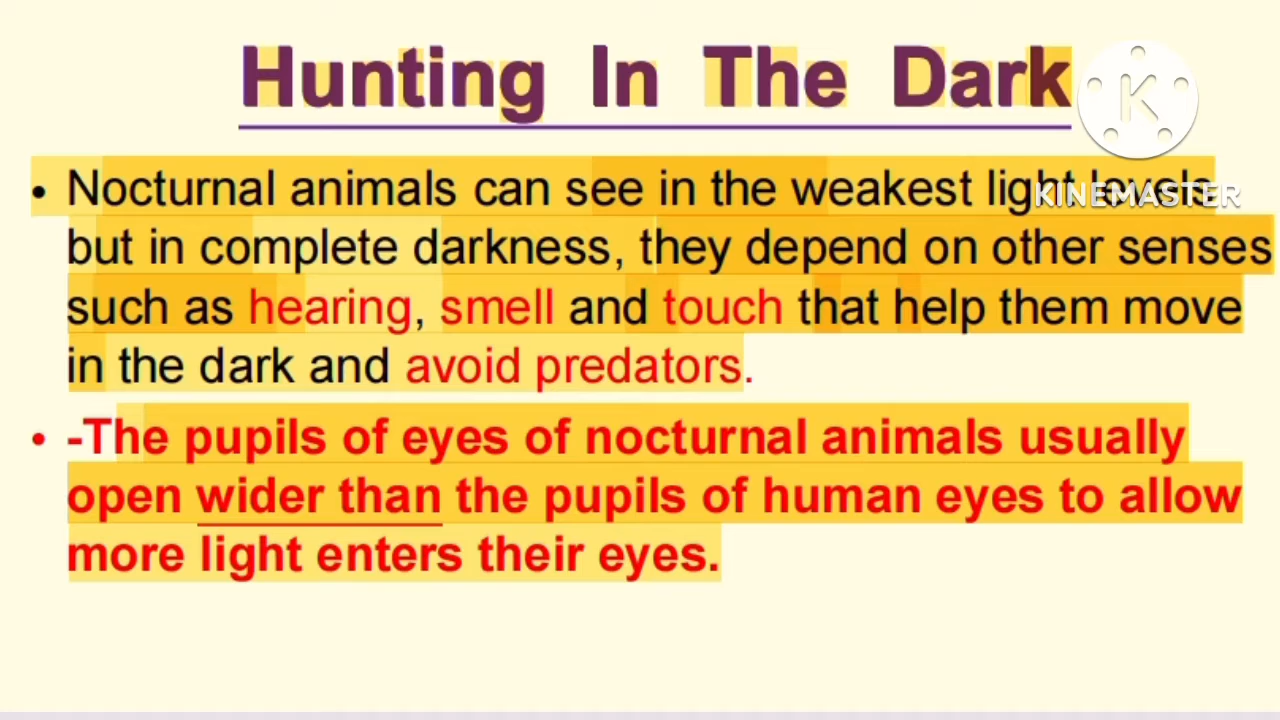 Hunting In The Dark
K
KINEMASTER
• Nocturnal animals can see in the weakest light levels
but in complete darkness, they depend on other senses
such as hearing, smell and touch that help them move
in the dark and avoid predators.
• -The pupils of eyes of nocturnal animals usually
open wider than the pupils of human eyes to allow
more light enters their eyes.